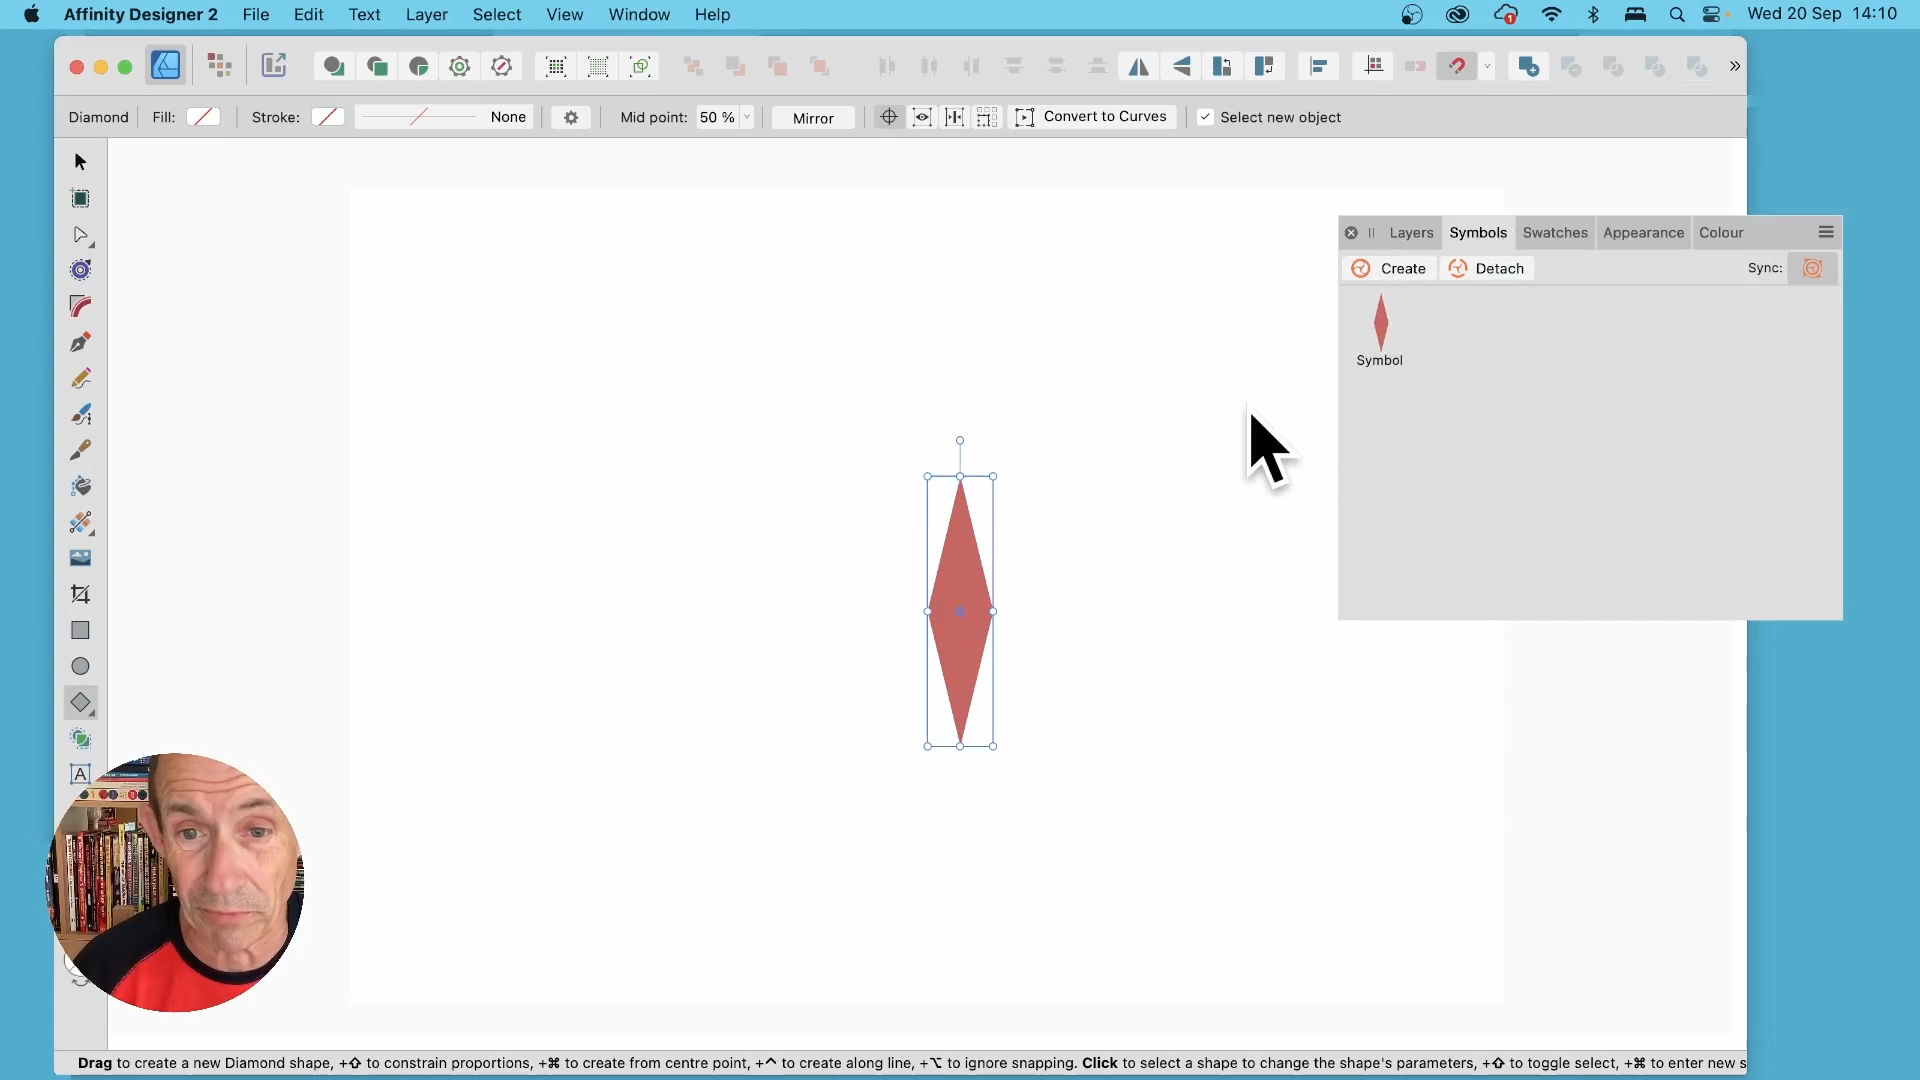 Affinity Designer 2 File Edit Text Layer Select View Window Help 1 Wed 20 Sep 14:10
Diamond Fill: Stroke: None Mid point: 50 % Mirror Convert to Curves Select new object
Layers Symbols Swatches Appearance Colour
Create Detach Sync:
Symbol
A
Drag to create a new Diamond shape, +⇧ to constrain proportions, +⌘ to create from centre point, +⌃ to create along line, +⌥ to ignore snapping. Click to select a shape to change the shape's parameters, +⇧ to toggle select, +⌘ to enter new s